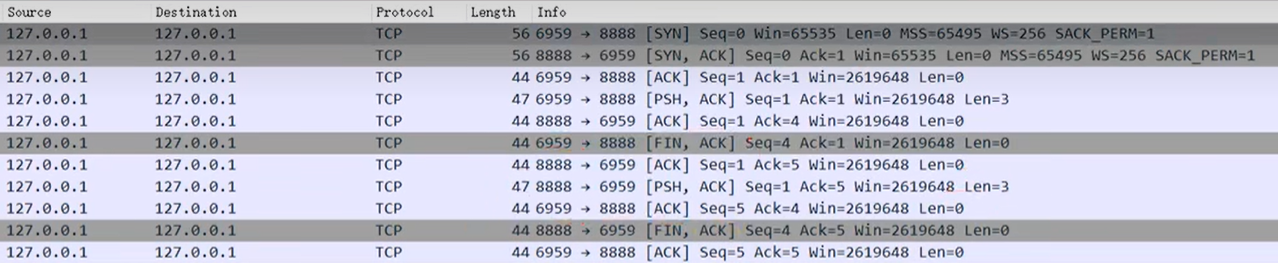 Source Destination Protocol Length Info
127.0.0.1 127.0.0.1 TCP 56 6959 → 8888 [SYN] Seq=0 Win=65535 Len=0 MSS=65495 WS=256 SACK_PERM=1
127.0.0.1 127.0.0.1 TCP 56 8888 → 6959 [SYN, ACK] Seq=0 Ack=1 Win=65535 Len=0 MSS=65495 WS=256 SACK_PERM=1
127.0.0.1 127.0.0.1 TCP 44 6959 → 8888 [ACK] Seq=1 Ack=1 Win=2619648 Len=0
127.0.0.1 127.0.0.1 TCP 47 6959 → 8888 [PSH, ACK] Seq=1 Ack=1 Win=2619648 Len=3
127.0.0.1 127.0.0.1 TCP 44 8888 → 6959 [ACK] Seq=1 Ack=4 Win=2619648 Len=0
127.0.0.1 127.0.0.1 TCP 44 6959 → 8888 [FIN, ACK] Seq=4 Ack=1 Win=2619648 Len=0
127.0.0.1 127.0.0.1 TCP 44 8888 → 6959 [ACK] Seq=1 Ack=5 Win=2619648 Len=0
127.0.0.1 127.0.0.1 TCP 47 8888 → 6959 [PSH, ACK] Seq=1 Ack=5 Win=2619648 Len=3
127.0.0.1 127.0.0.1 TCP 44 6959 → 8888 [ACK] Seq=5 Ack=4 Win=2619648 Len=0
127.0.0.1 127.0.0.1 TCP 44 8888 → 6959 [FIN, ACK] Seq=4 Ack=5 Win=2619648 Len=0
127.0.0.1 127.0.0.1 TCP 44 6959 → 8888 [ACK] Seq=5 Ack=5 Win=2619648 Len=0